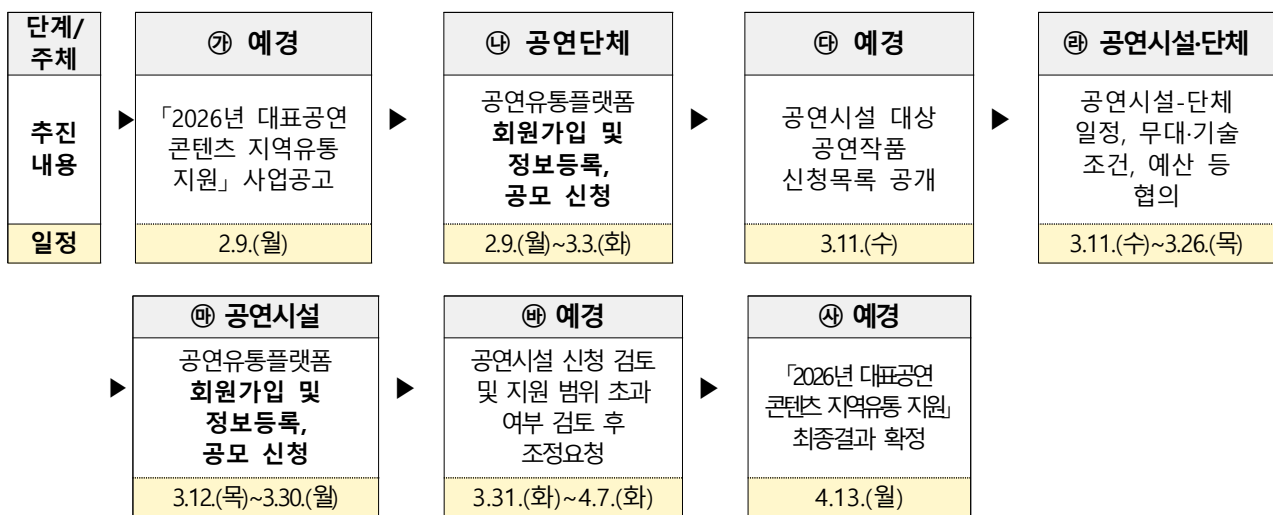 단계/
주체
㉮ 예경
㉯ 공연단체
㉰ 예경
㉱ 공연시설·단체
추진
내용
▶
「2026년 대표공연
콘텐츠 지역유통
지원」 사업공고
▶
공연유통플랫폼
회원가입 및
정보등록,
공모 신청
▶
공연시설 대상
공연작품
신청목록 공개
▶
공연시설-단체
일정, 무대·기술
조건, 예산 등
협의
일정
2.9.(월)
2.9.(월)~3.3.(화)
3.11.(수)
3.11.(수)~3.26.(목)
㉲ 공연시설
㉳ 예경
㉴ 예경
▶
공연유통플랫폼
회원가입 및
정보등록,
공모 신청
▶
공연시설 신청 검토
및 지원 범위 초과
여부 검토 후
조정요청
▶
「2026년 대표공연
콘텐츠 지역유통 지원」
최종결과 확정
3.12.(목)~3.30.(월)
3.31.(화)~4.7.(화)
4.13.(월)